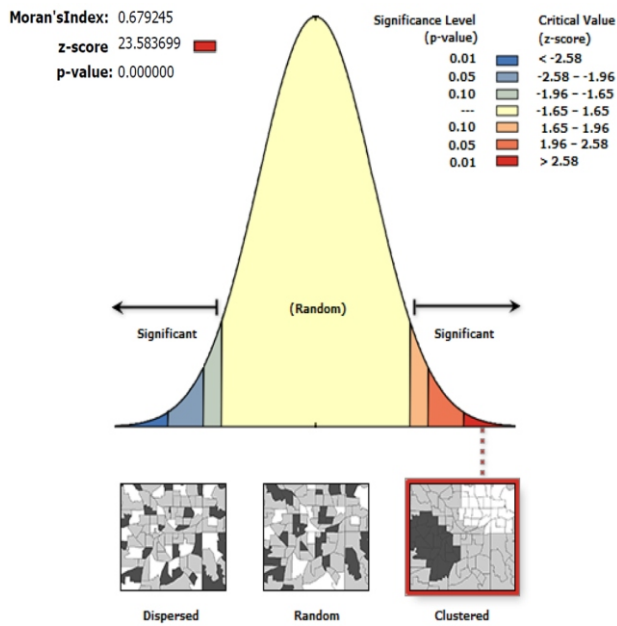 Moran'sIndex: 0.679245
z-score 23.583699
p-value: 0.000000
Significance Level
(p-value)
Critical Value
(z-score)
0.01 < -2.58
0.05 -2.58 – -1.96
0.10 -1.96 – -1.65
--- -1.65 – 1.65
0.10 1.65 – 1.96
0.05 1.96 – 2.58
0.01 > 2.58
(Random)
Significant
Significant
Dispersed
Random
Clustered